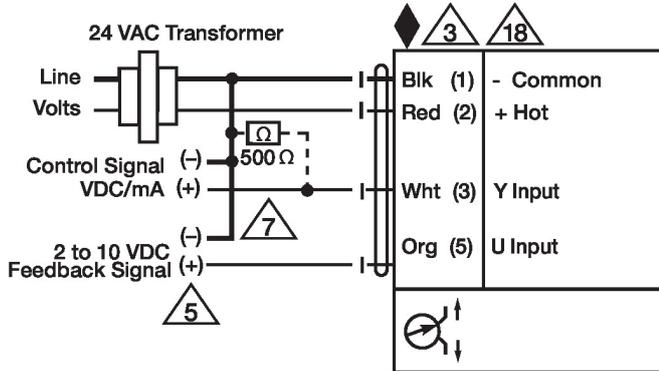 24 VAC Transformer
3
18
Line
Blk (1) - Common
Volts
Red (2) + Hot
Ω
500 Ω
Control Signal (–)
VDC/mA (+)
Wht (3) Y Input
7
(–)
2 to 10 VDC
Feedback Signal (+)
Org (5) U Input
5